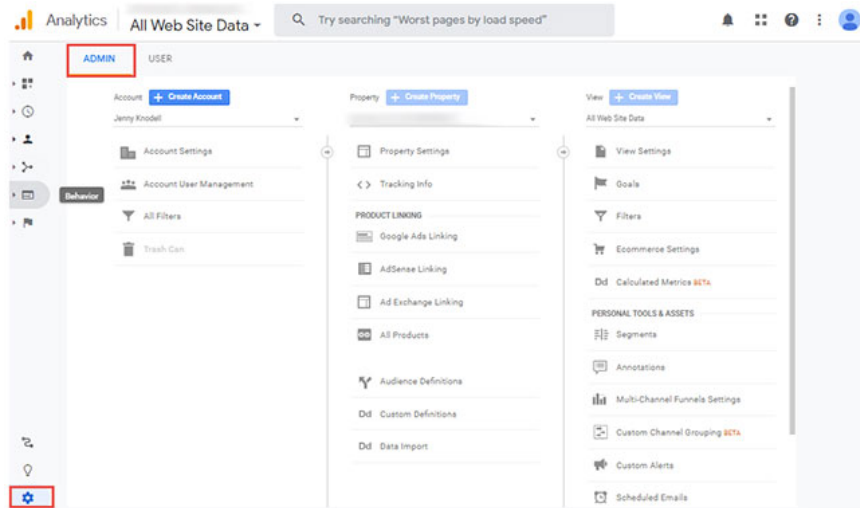 Analytics
All Web Site Data
Try searching “Worst pages by load speed”
ADMIN
USER
Behavior
Account
Create Account
Jenny Knodell
Account Settings
Account User Management
All Filters
Trash Can
Property
Create Property
Property Settings
Tracking Info
PRODUCT LINKING
Google Ads Linking
AdSense Linking
Ad Exchange Linking
All Products
Audience Definitions
Dd Custom Definitions
Dd Data Import
View
Create View
All Web Site Data
View Settings
Goals
Filters
Ecommerce Settings
Dd Calculated Metrics BETA
PERSONAL TOOLS & ASSETS
Segments
Annotations
Multi-Channel Funnels Settings
Custom Channel Grouping BETA
Custom Alerts
Scheduled Emails